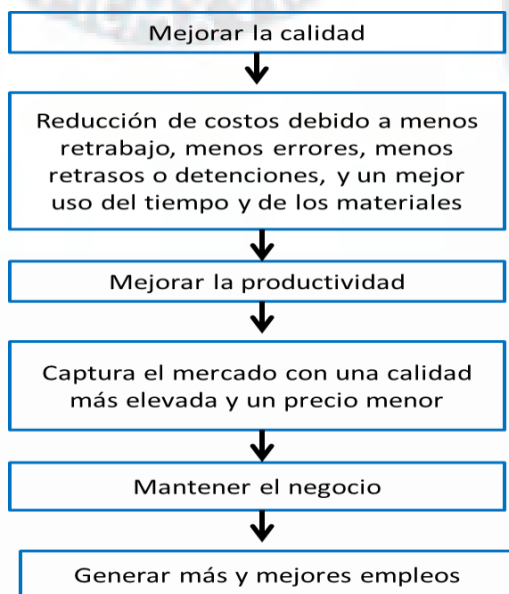 Mejorar la calidad
Reducción de costos debido a menos
retrabajo, menos errores, menos
retrasos o detenciones, y un mejor
uso del tiempo y de los materiales
Mejorar la productividad
Captura el mercado con una calidad
más elevada y un precio menor
Mantener el negocio
Generar más y mejores empleos